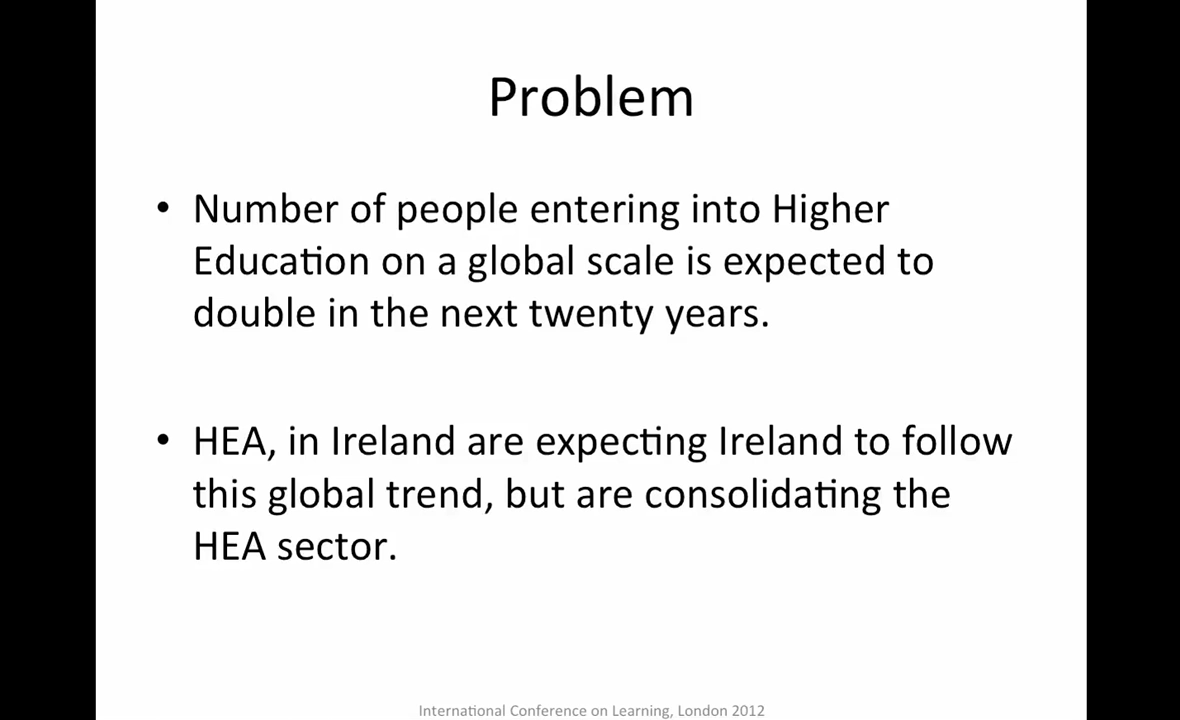 Problem
• Number of people entering into Higher
Education on a global scale is expected to
double in the next twenty years.
• HEA, in Ireland are expecting Ireland to follow
this global trend, but are consolidating the
HEA sector.
International Conference on Learning, London 2012